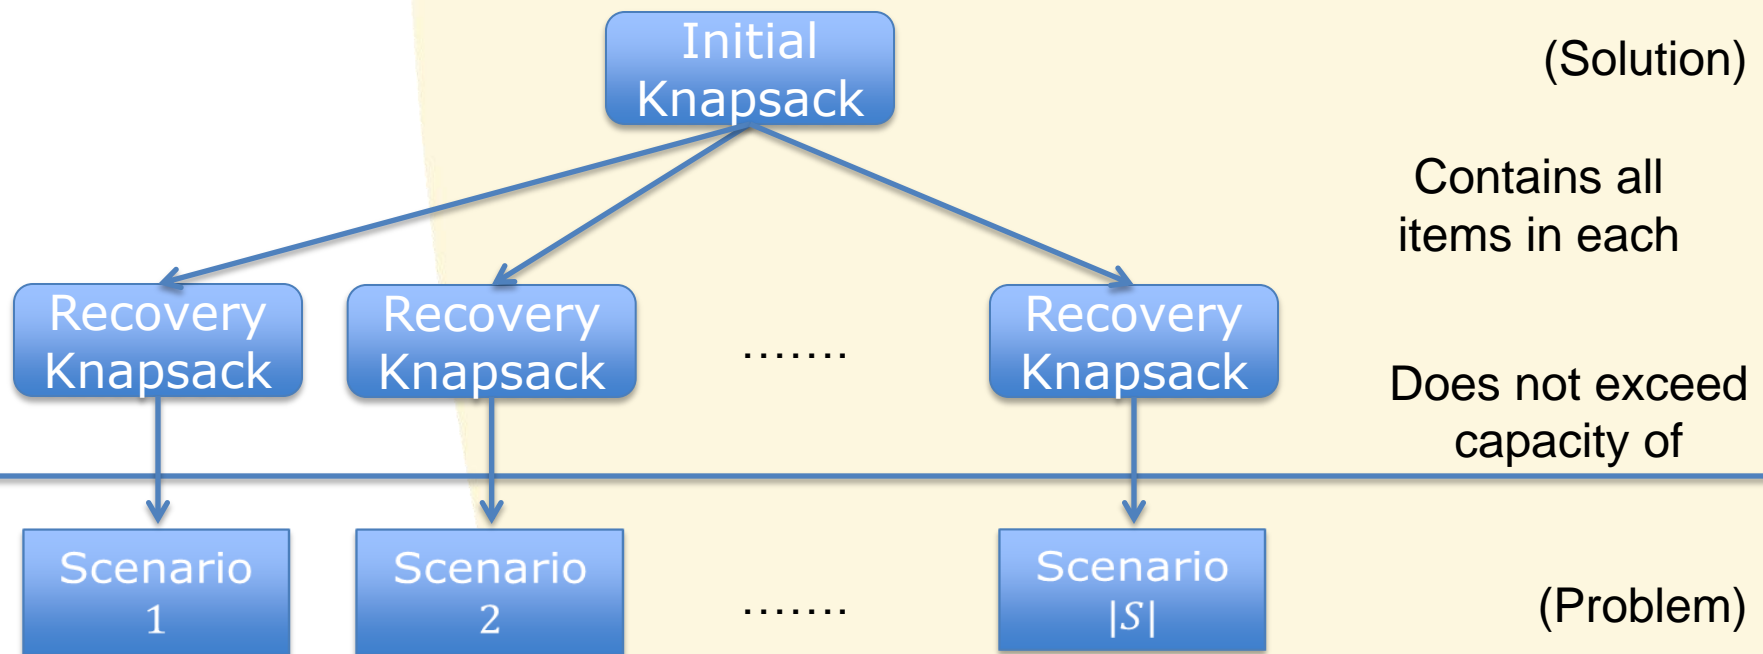 Initial
Knapsack
(Solution)
Contains all
items in each
Recovery
Knapsack
Recovery
Knapsack
.......
Recovery
Knapsack
Does not exceed
capacity of
Scenario
1
Scenario
2
.......
Scenario
|S|
(Problem)